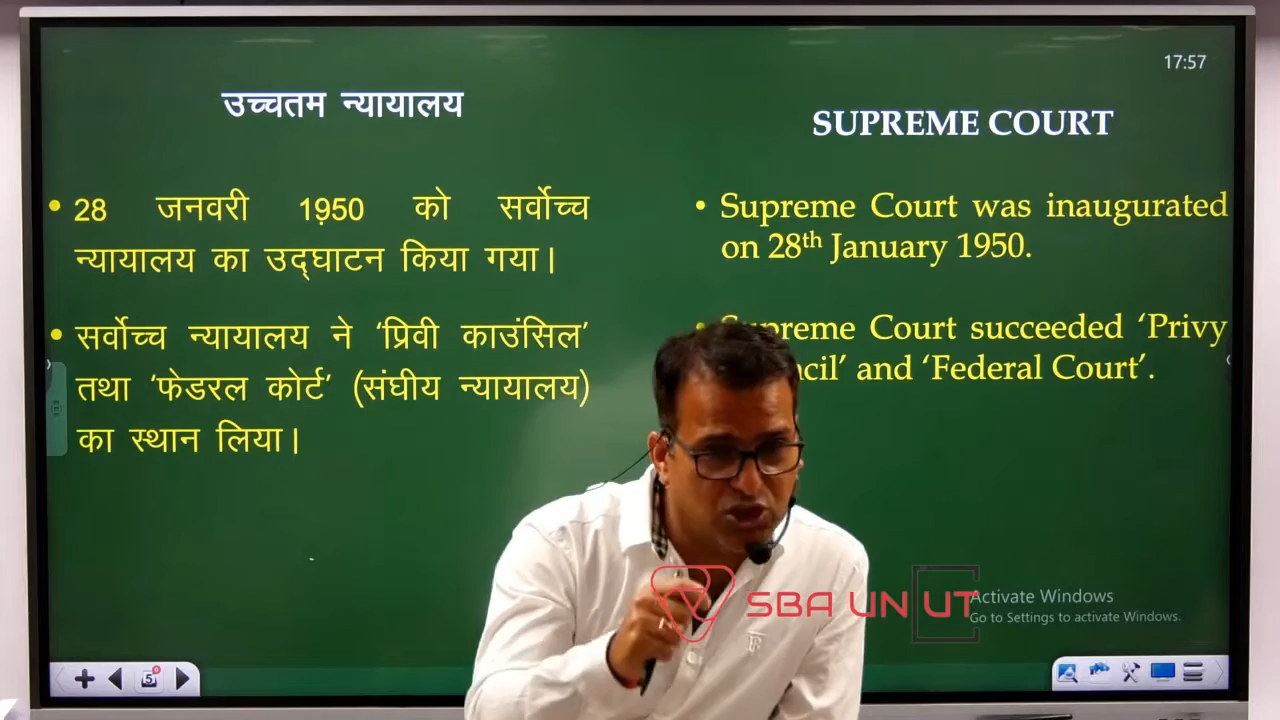 17:57
उच्चतम न्यायालय
• 28 जनवरी 1950 को सर्वोच्च
न्यायालय का उद्घाटन किया गया।
• सर्वोच्च न्यायालय ने 'प्रिवी काउंसिल'
तथा 'फेडरल कोर्ट' (संघीय न्यायालय)
का स्थान लिया।
SUPREME COURT
• Supreme Court was inaugurated
on 28th January 1950.
• Supreme Court succeeded ‘Privy
cil’ and ‘Federal Court’.
SBA UN UT
Activate Windows
Go to Settings to activate Windows.
5